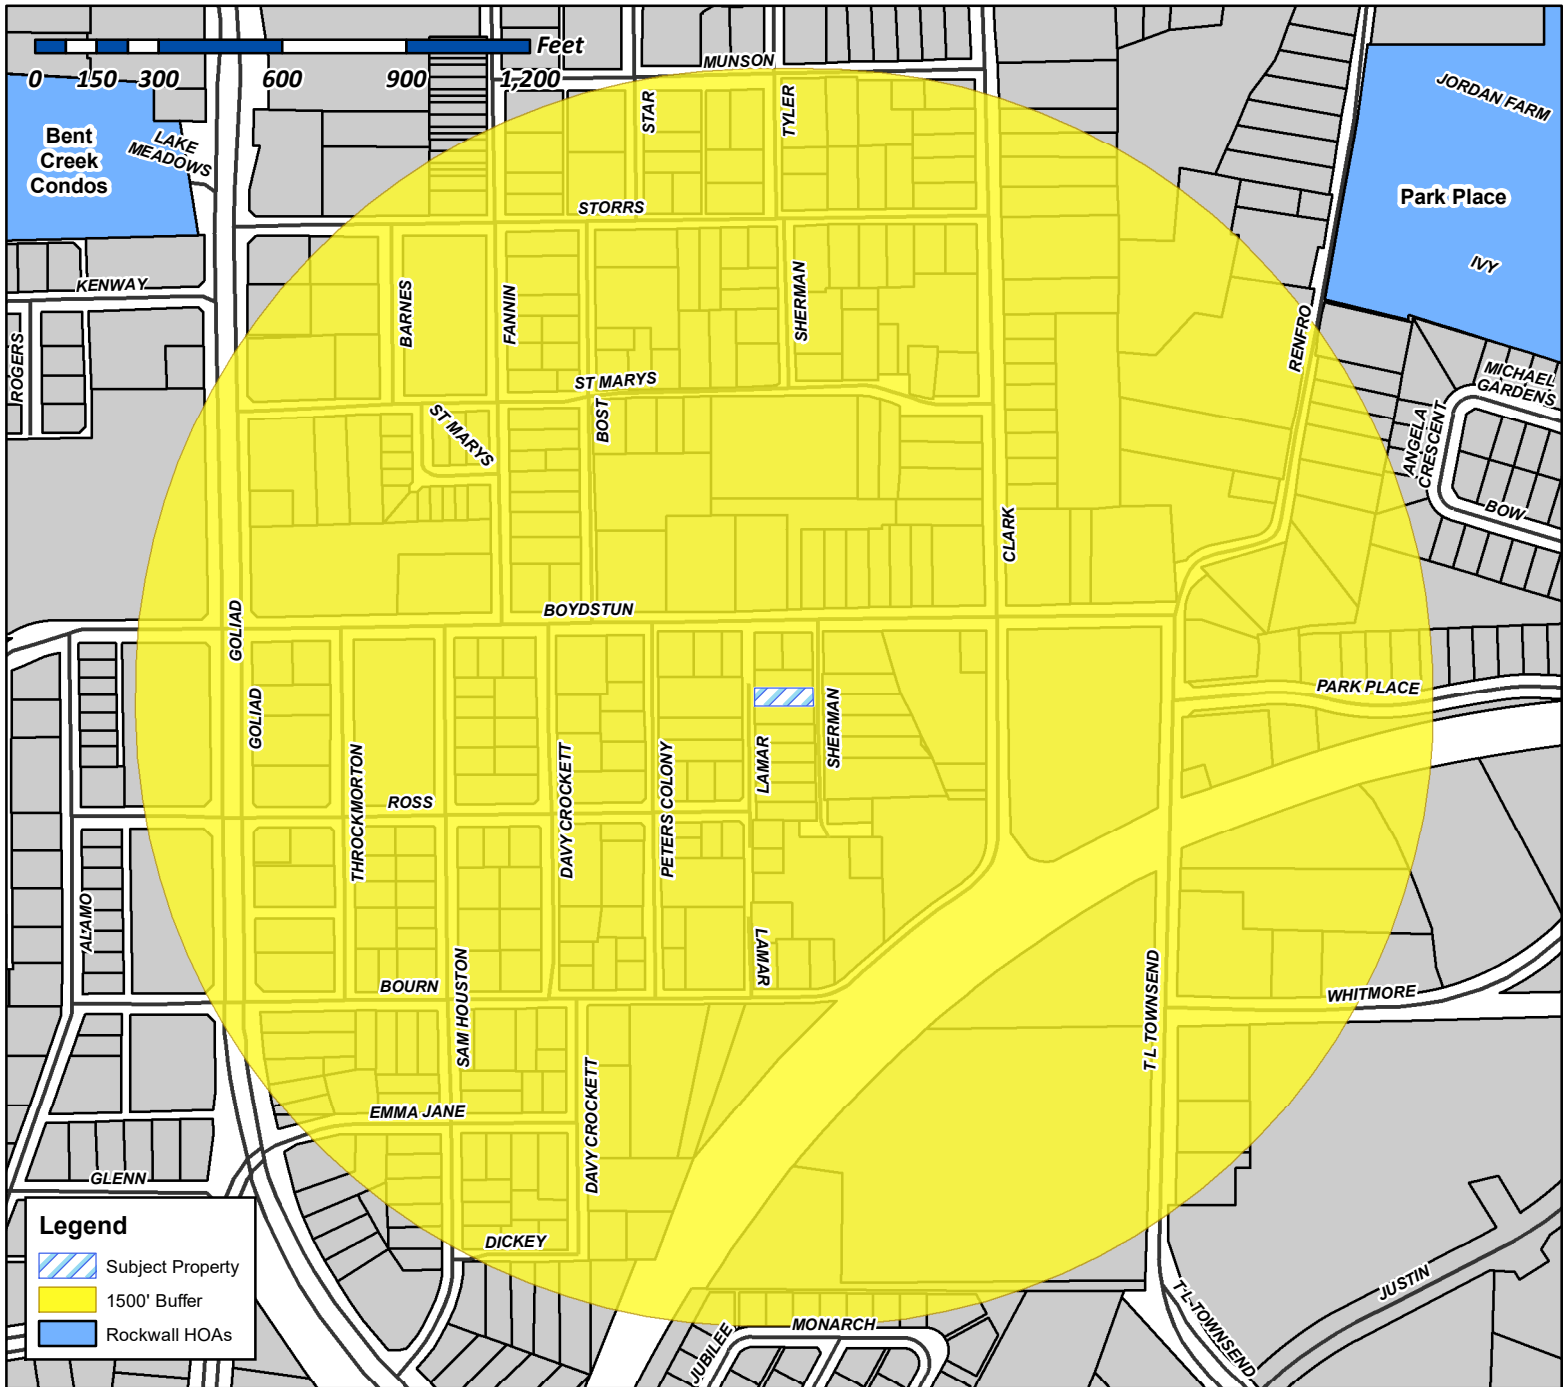 Feet
0 150 300 600 900 1,200
MUNSON
STAR
TYLER
JORDAN FARM
Bent
Creek
Condos
LAKE
MEADOWS
Park Place
STORRS
IVY
KENWAY
BARNES
FANNIN
SHERMAN
RENFRO
ROGERS
ST MARYS
ST MARYS
BOST
MICHAEL
GARDENS
ANGELA
CRESCENT
BOW
CLARK
BOYDSTUN
GOLIAD
GOLIAD
PARK PLACE
THROCKMORTON
ROSS
DAVY CROCKETT
PETERS COLONY
LAMAR
SHERMAN
ALAMO
LAMAR
BOURN
SAM HOUSTON
T L TOWNSEND
WHITMORE
DAVY CROCKETT
EMMA JANE
GLENN
DICKEY
JUSTIN
T L TOWNSEND
JUBILEE
MONARCH
Legend
Subject Property
1500' Buffer
Rockwall HOAs